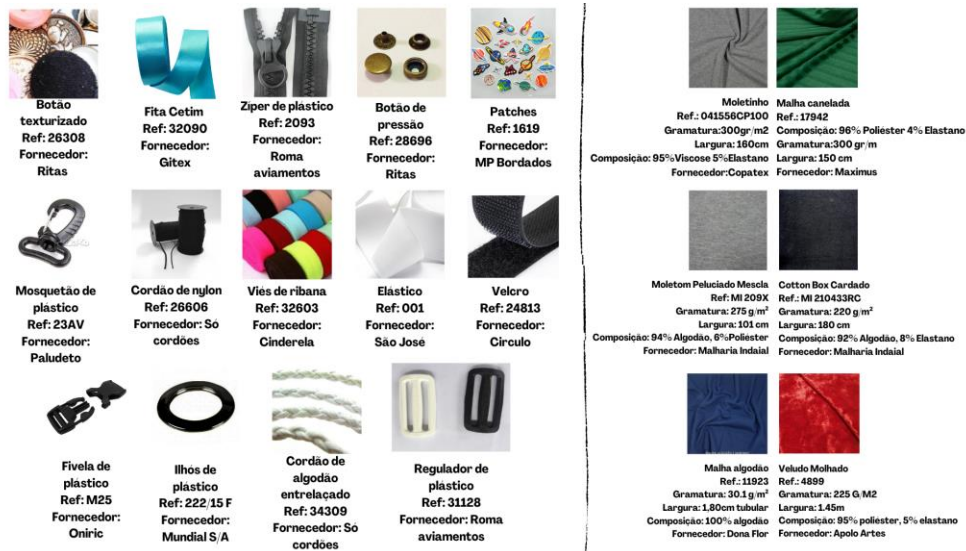 Botão
texturizado
Ref: 26308
Fornecedor:
Ritas
Fita Cetim
Ref: 32090
Fornecedor:
Gitex
Zíper de plástico
Ref: 2093
Fornecedor:
Roma
aviamentos
Botão de
pressão
Ref: 28696
Fornecedor:
Ritas
Patches
Ref: 1619
Fornecedor:
MP Bordados
Mosquetão de
plástico
Ref: 23AV
Fornecedor:
Paludeto
Cordão de nylon
Ref: 26606
Fornecedor: Só
cordões
Viés de ribana
Ref: 32603
Fornecedor:
Cinderela
Elástico
Ref: 001
Fornecedor:
São José
Velcro
Ref: 24813
Fornecedor:
Circulo
Fivela de
plástico
Ref: M25
Fornecedor:
Oniric
Ilhós de
plástico
Ref: 222/15 F
Fornecedor:
Mundial S/A
Cordão de
algodão
entrelaçado
Ref: 34309
Fornecedor: Só
cordões
Regulador de
plástico
Ref: 31128
Fornecedor: Roma
aviamentos
Moletinho
Ref.: 041556CP100
Gramatura:300gr/m2
Largura: 160cm
Composição: 95%Viscose 5%Elastano
Fornecedor:Copatex
Malha canelada
Ref.: 17942
Composição: 96% Poliéster 4% Elastano
Gramatura:300 gr/m
Largura: 150 cm
Fornecedor: Maximus
Moletom Peluciado Mescla
Ref: MI 209X
Gramatura: 275 g/m²
Largura: 101 cm
Composição: 94% Algodão, 6%Poliéster
Fornecedor: Malharia Indaial
Cotton Box Cardado
Ref.: MI 210433RC
Gramatura: 220 g/m²
Largura: 180 cm
Composição: 92% Algodão, 8% Elastano
Fornecedor: Malharia Indaial
Malha algodão
Ref.: 11923
Gramatura: 30.1 g/m²
Largura: 1,80cm tubular
Composição: 100% algodão
Fornecedor: Dona Flor
Veludo Molhado
Ref.: 4899
Gramatura: 225 G/M2
Largura: 1.45m
Composição: 95% poliéster, 5% elastano
Fornecedor: Apolo Artes